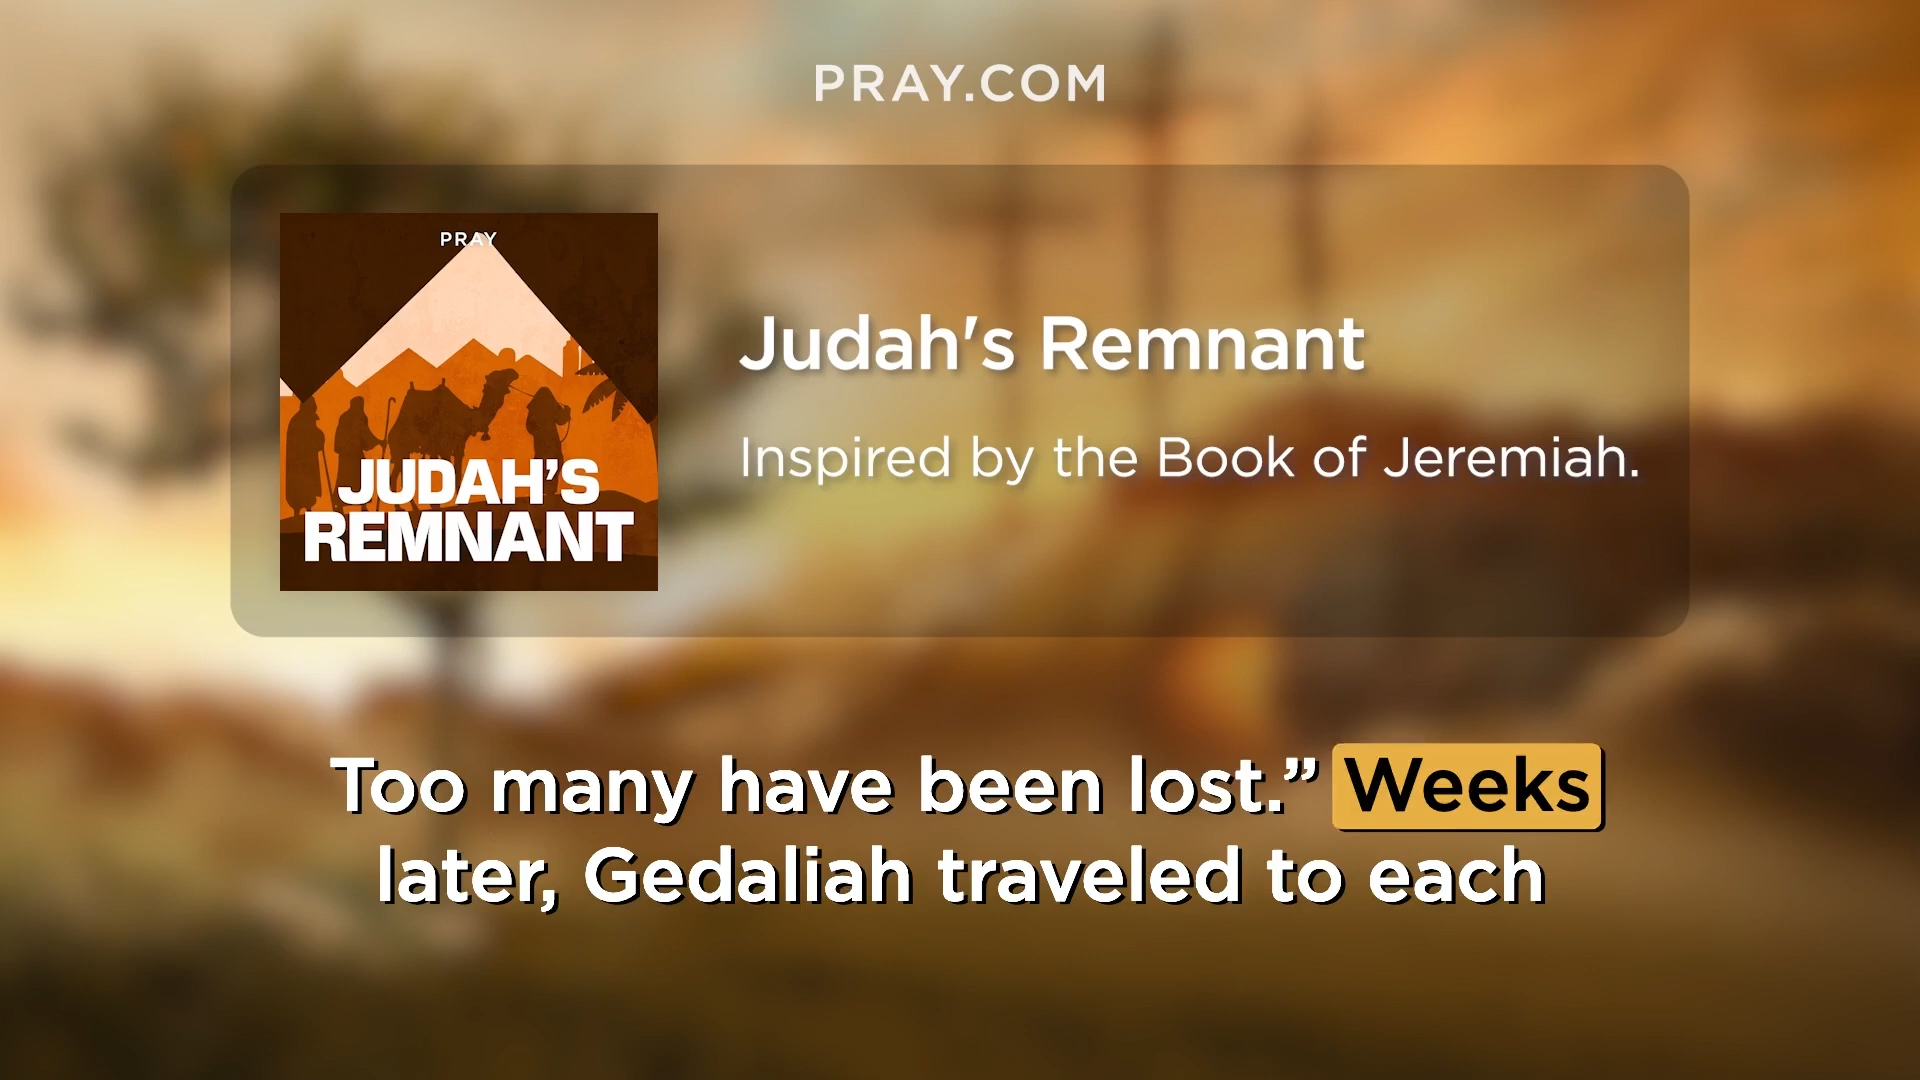 PRAY.COM
PRAY
JUDAH'S
REMNANT
Judah's Remnant
Inspired by the Book of Jeremiah.
Too many have been lost.” Weeks
later, Gedaliah traveled to each